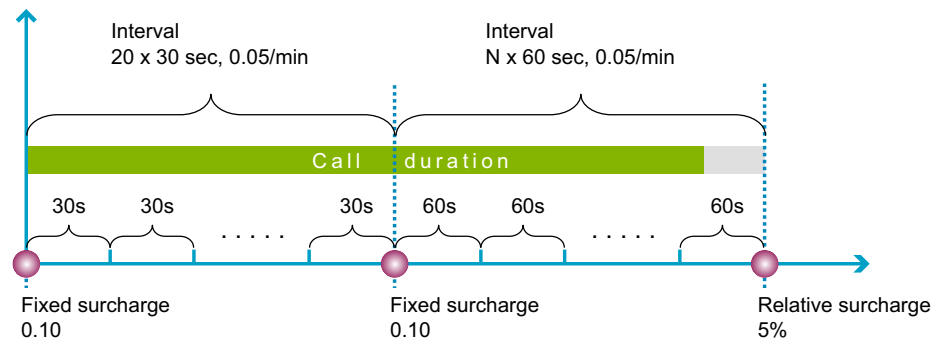 Interval
20 x 30 sec, 0.05/min
Interval
N x 60 sec, 0.05/min
Call duration
30s
30s
. . . . .
30s
60s
60s
. . . . .
60s
Fixed surcharge
0.10
Fixed surcharge
0.10
Relative surcharge
5%